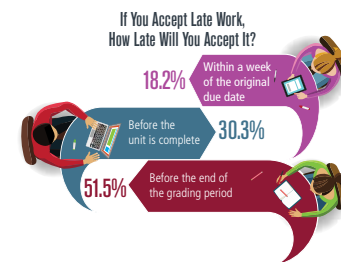 If You Accept Late Work,
How Late Will You Accept It?
18.2%
Within a week
of the original
due date
Before the
unit is complete
30.3%
51.5%
Before the end of
the grading period